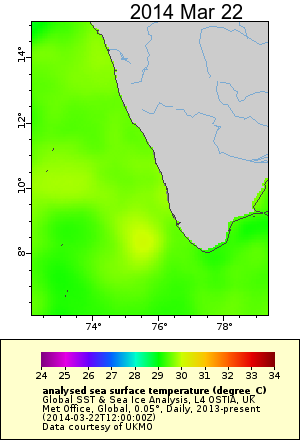 2014 Mar 22
14°
12°
10°
8°
74° 76° 78°
24 25 26 27 28 29 30 31 32 33 34
analysed sea surface temperature (degree_C)
Global SST & Sea Ice Analysis, L4 OSTIA, UK
Met Office, Global, 0.05°, Daily, 2013-present
(2014-03-22T12:00:00Z)
Data courtesy of UKMO